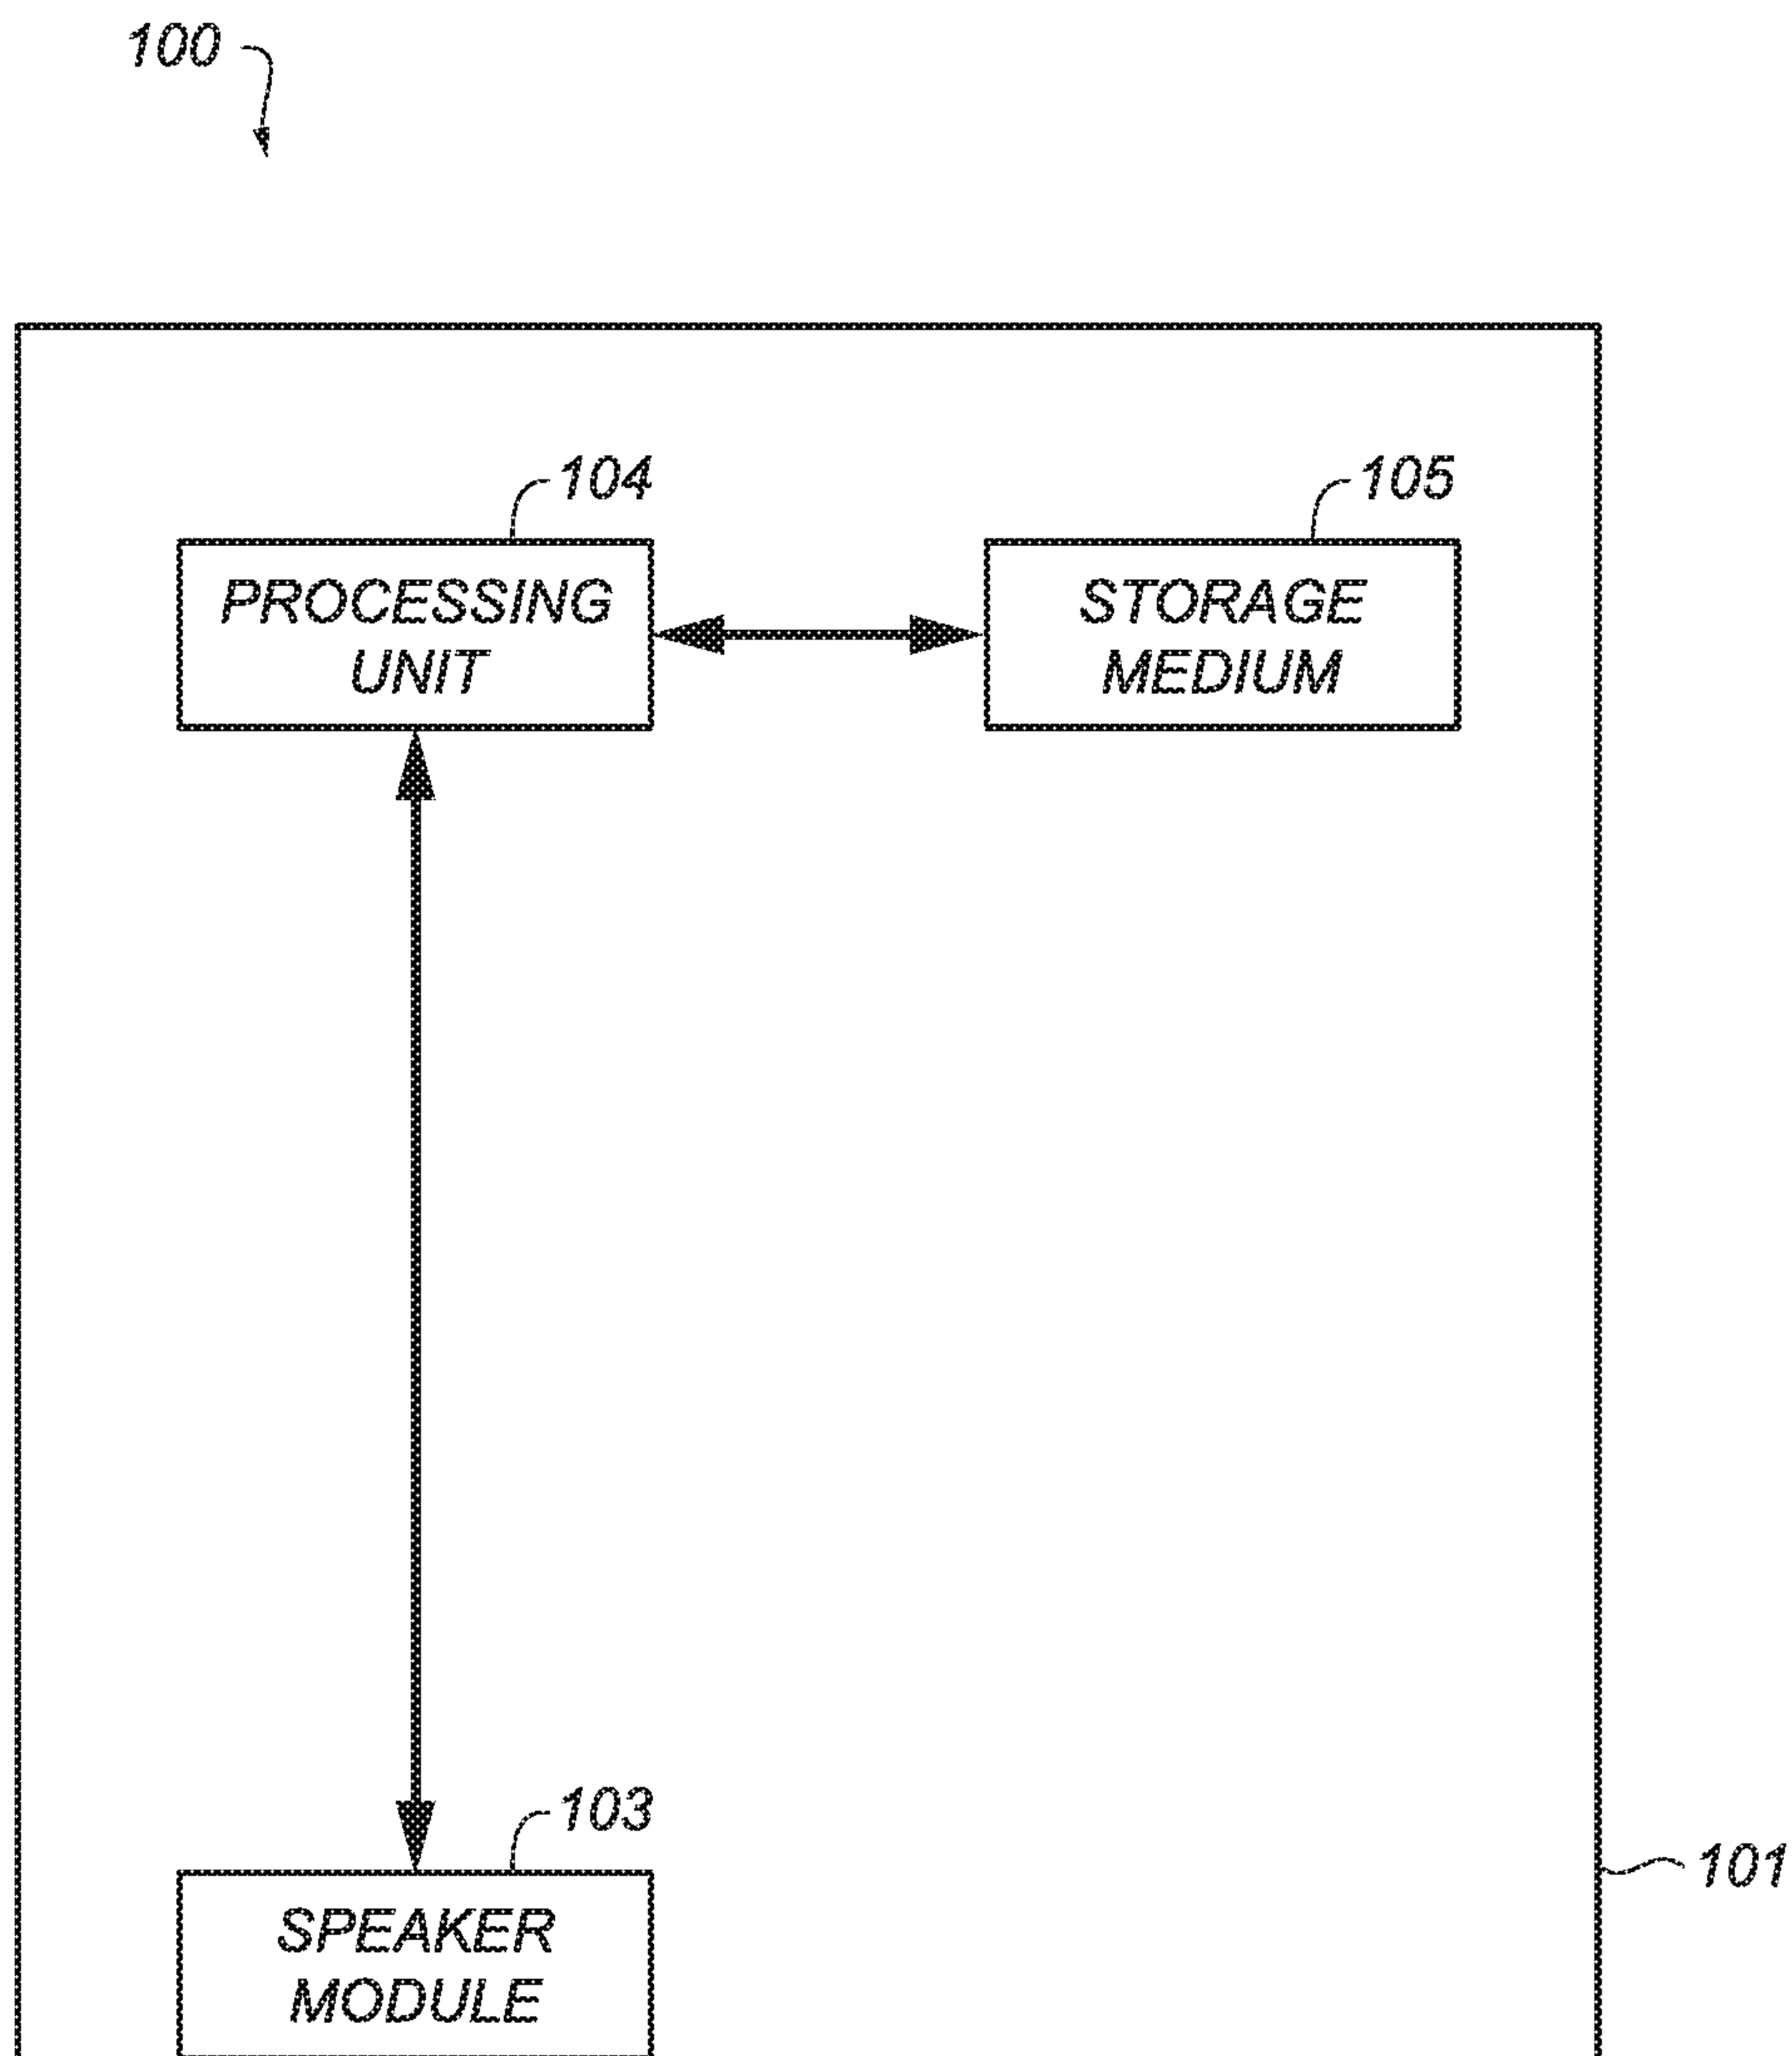 100
104
105
PROCESSING
UNIT
STORAGE
MEDIUM
103
101
SPEAKER
MODULE